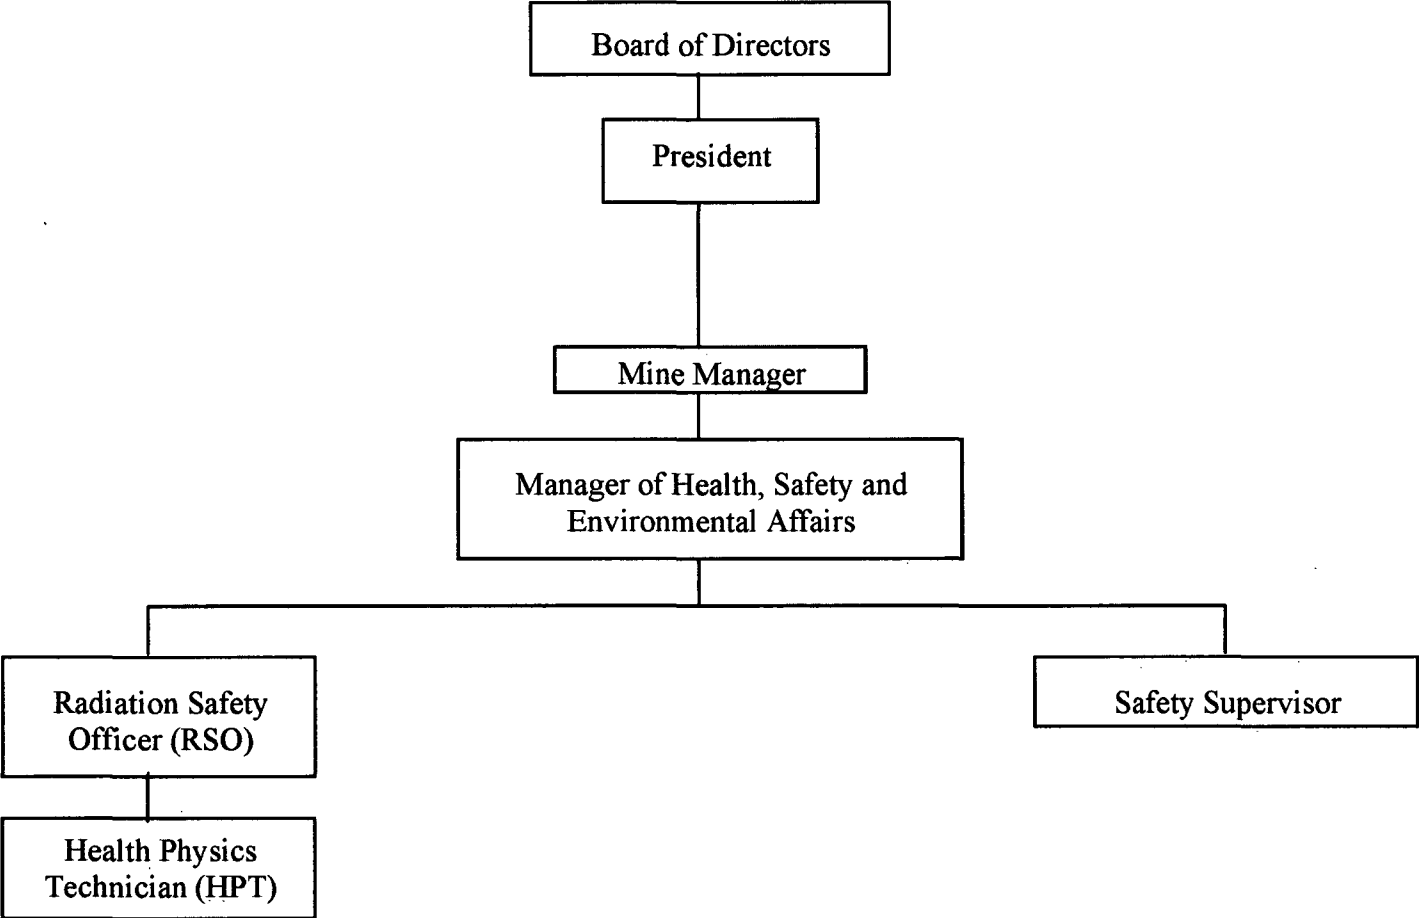 Board of Directors
President
Mine Manager
Manager of Health, Safety and
Environmental Affairs
Radiation Safety
Officer (RSO)
Safety Supervisor
Health Physics
Technician (HPT)